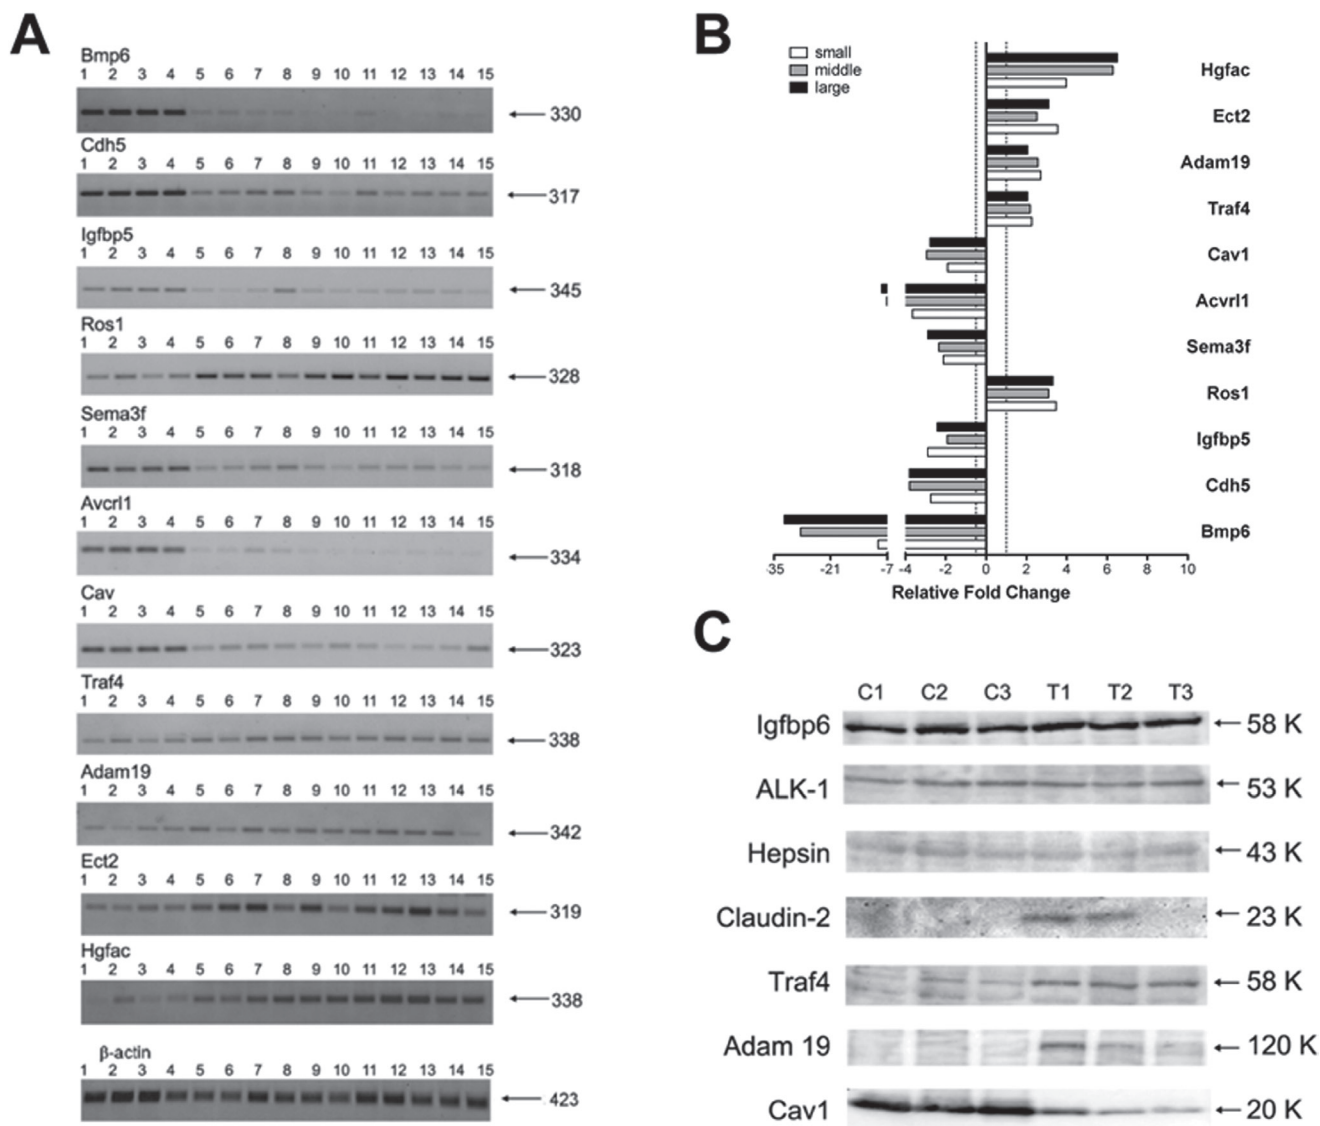 A
Bmp6
1 2 3 4 5 6 7 8 9 10 11 12 13 14 15
330
Cdh5
1 2 3 4 5 6 7 8 9 10 11 12 13 14 15
317
Igfbp5
1 2 3 4 5 6 7 8 9 10 11 12 13 14 15
345
Ros1
1 2 3 4 5 6 7 8 9 10 11 12 13 14 15
328
Sema3f
1 2 3 4 5 6 7 8 9 10 11 12 13 14 15
318
Avcrl1
1 2 3 4 5 6 7 8 9 10 11 12 13 14 15
334
Cav
1 2 3 4 5 6 7 8 9 10 11 12 13 14 15
323
Traf4
1 2 3 4 5 6 7 8 9 10 11 12 13 14 15
338
Adam19
1 2 3 4 5 6 7 8 9 10 11 12 13 14 15
342
Ect2
1 2 3 4 5 6 7 8 9 10 11 12 13 14 15
319
Hgfac
1 2 3 4 5 6 7 8 9 10 11 12 13 14 15
338
β-actin
1 2 3 4 5 6 7 8 9 10 11 12 13 14 15
423
B
small
middle
large
Hgfac
Ect2
Adam19
Traf4
Cav1
Acvrl1
Sema3f
Ros1
Igfbp5
Cdh5
Bmp6
35 -21 -7 -4 -2 0 2 4 6 8 10
Relative Fold Change
C
C1 C2 C3 T1 T2 T3
Igfbp6 58 K
ALK-1 53 K
Hepsin 43 K
Claudin-2 23 K
Traf4 58 K
Adam 19 120 K
Cav1 20 K